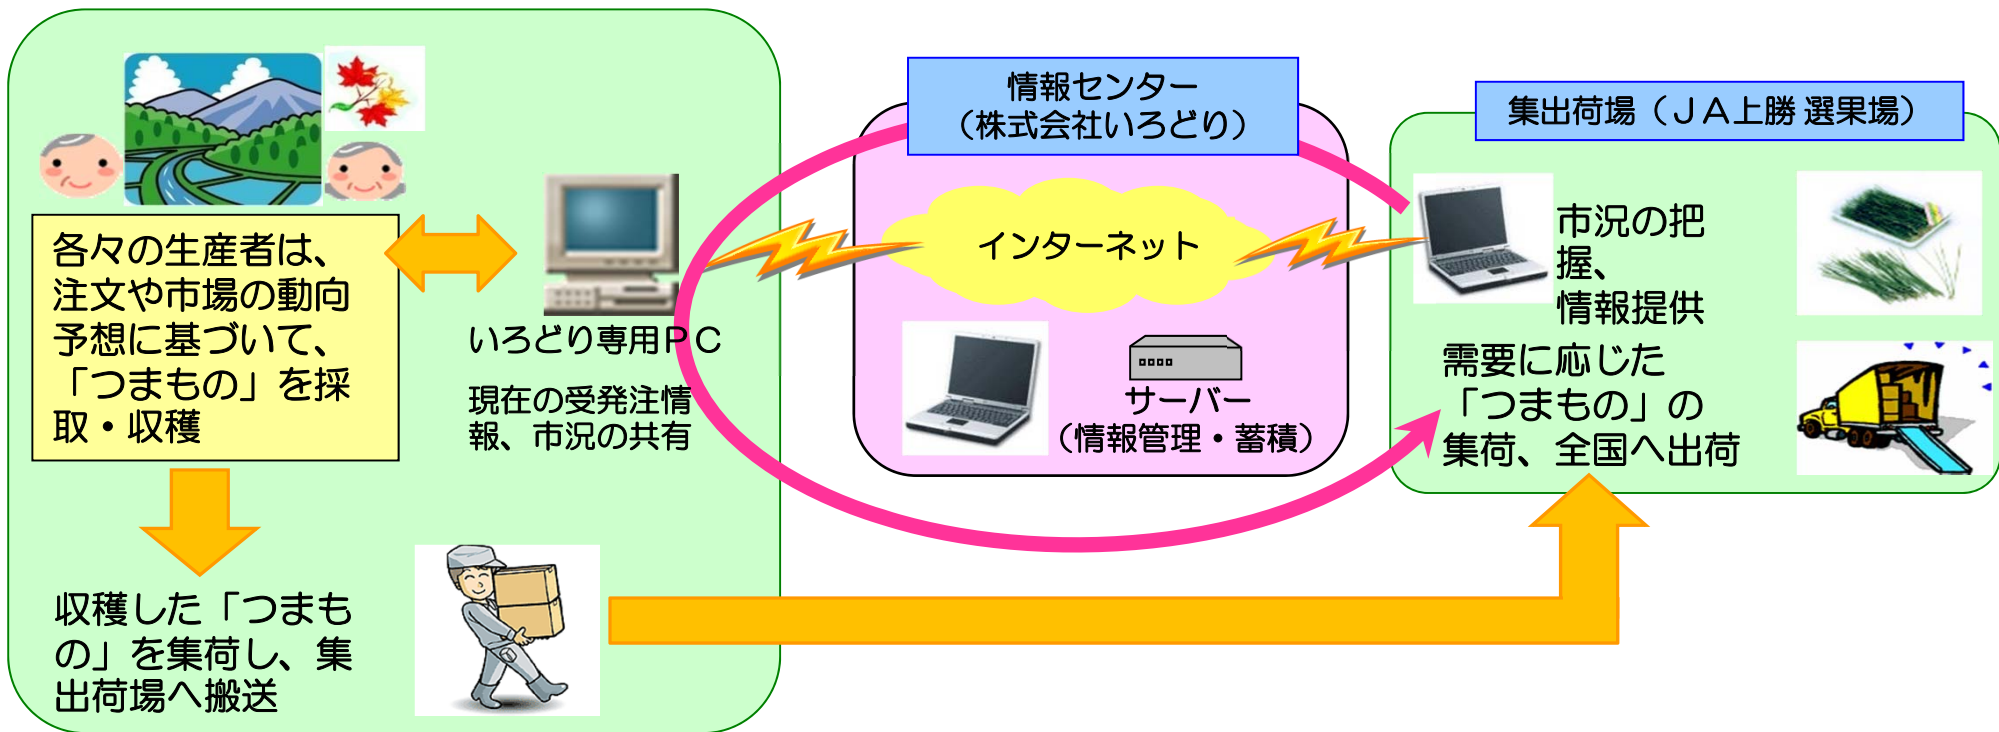 各々の生産者は、
注文や市場の動向
予想に基づいて、
「つまもの」を採
取・収穫
いろどり専用ＰＣ
現在の受発注情
報、市況の共有
収穫した「つまも
の」を集荷し、集
出荷場へ搬送
情報センター
（株式会社いろどり）
インターネット
サーバー
（情報管理・蓄積）
集出荷場（ＪＡ上勝 選果場）
市況の把
握、
情報提供
需要に応じた
「つまもの」の
集荷、全国へ出荷